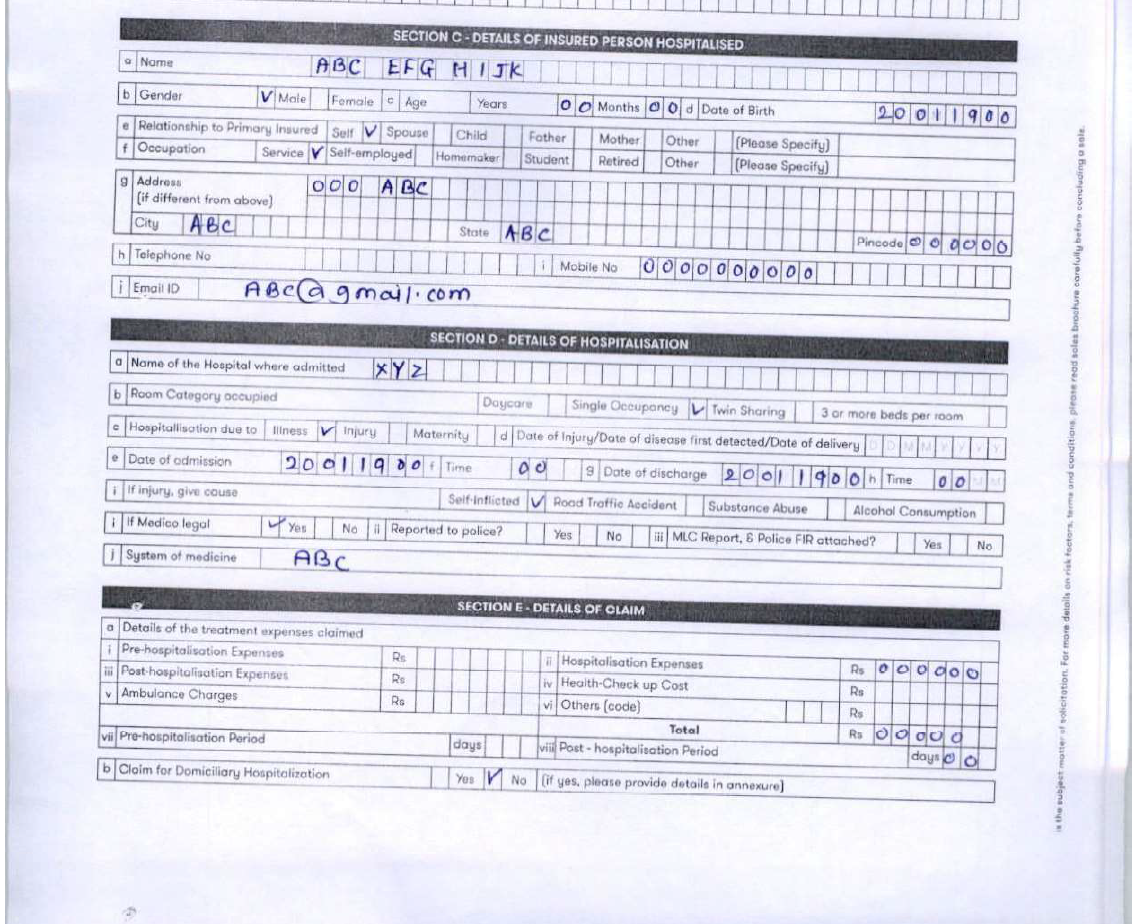 SECTION C - DETAILS OF INSURED PERSON HOSPITALISED
a Name ABC EFG HIJK
b Gender ✓ Male Female c Age Years 00 Months 00 d Date of Birth 20011900
e Relationship to Primary Insured Self ✓ Spouse Child Father Mother Other (Please Specify)
f Occupation Service ✓ Self-employed Homemaker Student Retired Other (Please Specify)
g Address 000 ABC
(if different from above)
City ABC State ABC Pincode 000000
h Telephone No i Mobile No 0000000000
j Email ID ABC@gmail.com
SECTION D - DETAILS OF HOSPITALISATION
a Name of the Hospital where admitted XYZ
b Room Category occupied Daycare Single Occupancy ✓ Twin Sharing 3 or more beds per room
c Hospitallisation due to Illness ✓ Injury Maternity d Date of Injury/Date of disease first detected/Date of delivery D D M M Y Y Y Y
e Date of admission 20011900 f Time 00 g Date of discharge 20011900 h Time 00 M M
i If injury, give cause Self-Inflicted ✓ Road Traffic Accident Substance Abuse Alcohol Consumption
i If Medico legal ✓ Yes No ii Reported to police? Yes No iii MLC Report, & Police FIR attached? Yes No
j System of medicine ABC
SECTION E - DETAILS OF CLAIM
a Details of the treatment expenses claimed
i Pre-hospitalisation Expenses Rs ii Hospitalisation Expenses Rs 000000
iii Post-hospitalisation Expenses Rs iv Health-Check up Cost Rs
v Ambulance Charges Rs vi Others (code) Rs
Total Rs 00000
vii Pre-hospitalisation Period days viii Post - hospitalisation Period days 00
b Claim for Domiciliary Hospitalization Yes ✓ No (if yes, please provide details in annexure)
is the subject matter of solicitation. For more details on risk factors, terms and conditions, please read sales brochure carefully before concluding a sale.